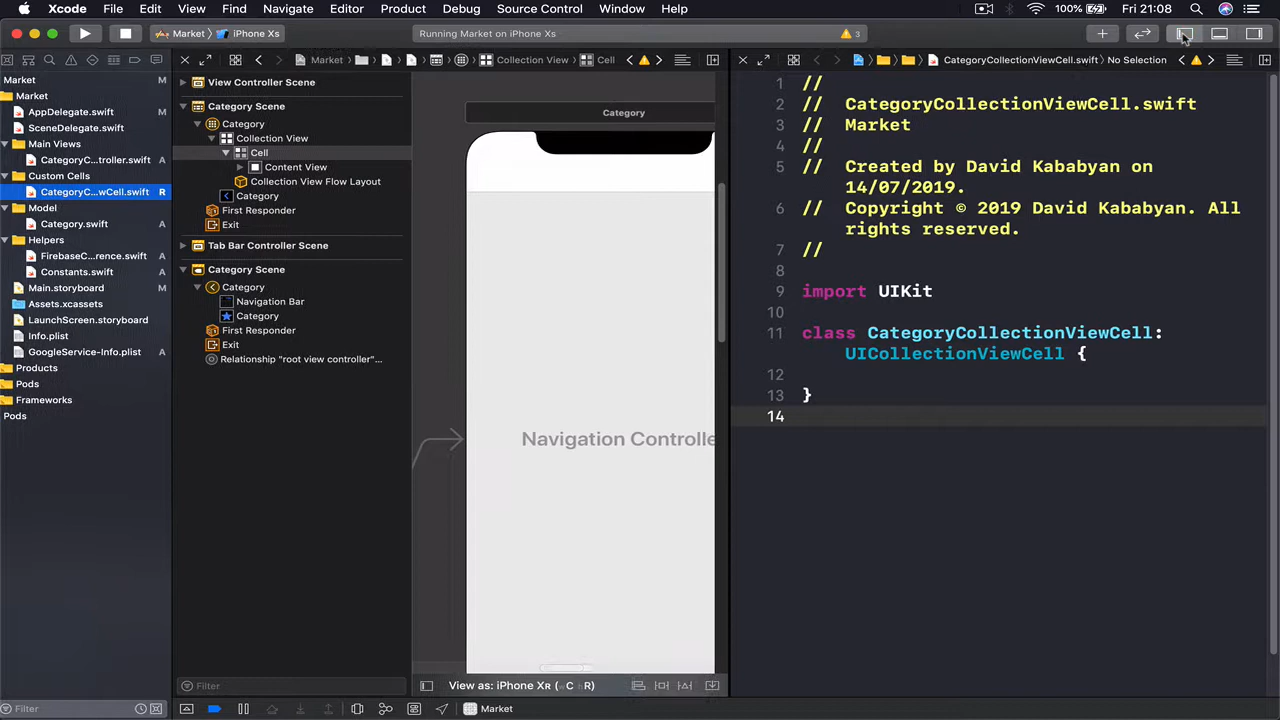 Xcode File Edit View Find Navigate Editor Product Debug Source Control Window Help 100% Fri 21:08
Market iPhone Xs Running Market on iPhone Xs 3
Market Collection View Cell
CategoryCollectionViewCell.swift No Selection
Market
Market
AppDelegate.swift M
SceneDelegate.swift
Main Views
CategoryC...troller.swift A
Custom Cells
CategoryC...wCell.swift R
Model
Category.swift A
Helpers
FirebaseC...rence.swift A
Constants.swift A
Main.storyboard M
Assets.xcassets
LaunchScreen.storyboard
Info.plist
GoogleService-Info.plist A
Products
Pods
Frameworks
Pods
Filter
View Controller Scene
Category Scene
Category
Collection View
Cell
Content View
Collection View Flow Layout
Category
First Responder
Exit
Tab Bar Controller Scene
Category Scene
Category
Navigation Bar
Category
First Responder
Exit
Relationship "root view controller"...
Filter
Category
Navigation Controlle
View as: iPhone XR ( C R)
Market
1 //
2 // CategoryCollectionViewCell.swift
3 // Market
4 //
5 // Created by David Kababyan on
14/07/2019.
6 // Copyright © 2019 David Kababyan. All
rights reserved.
7 //
8
9 import UIKit
10
11 class CategoryCollectionViewCell:
UICollectionViewCell {
12
13 }
14